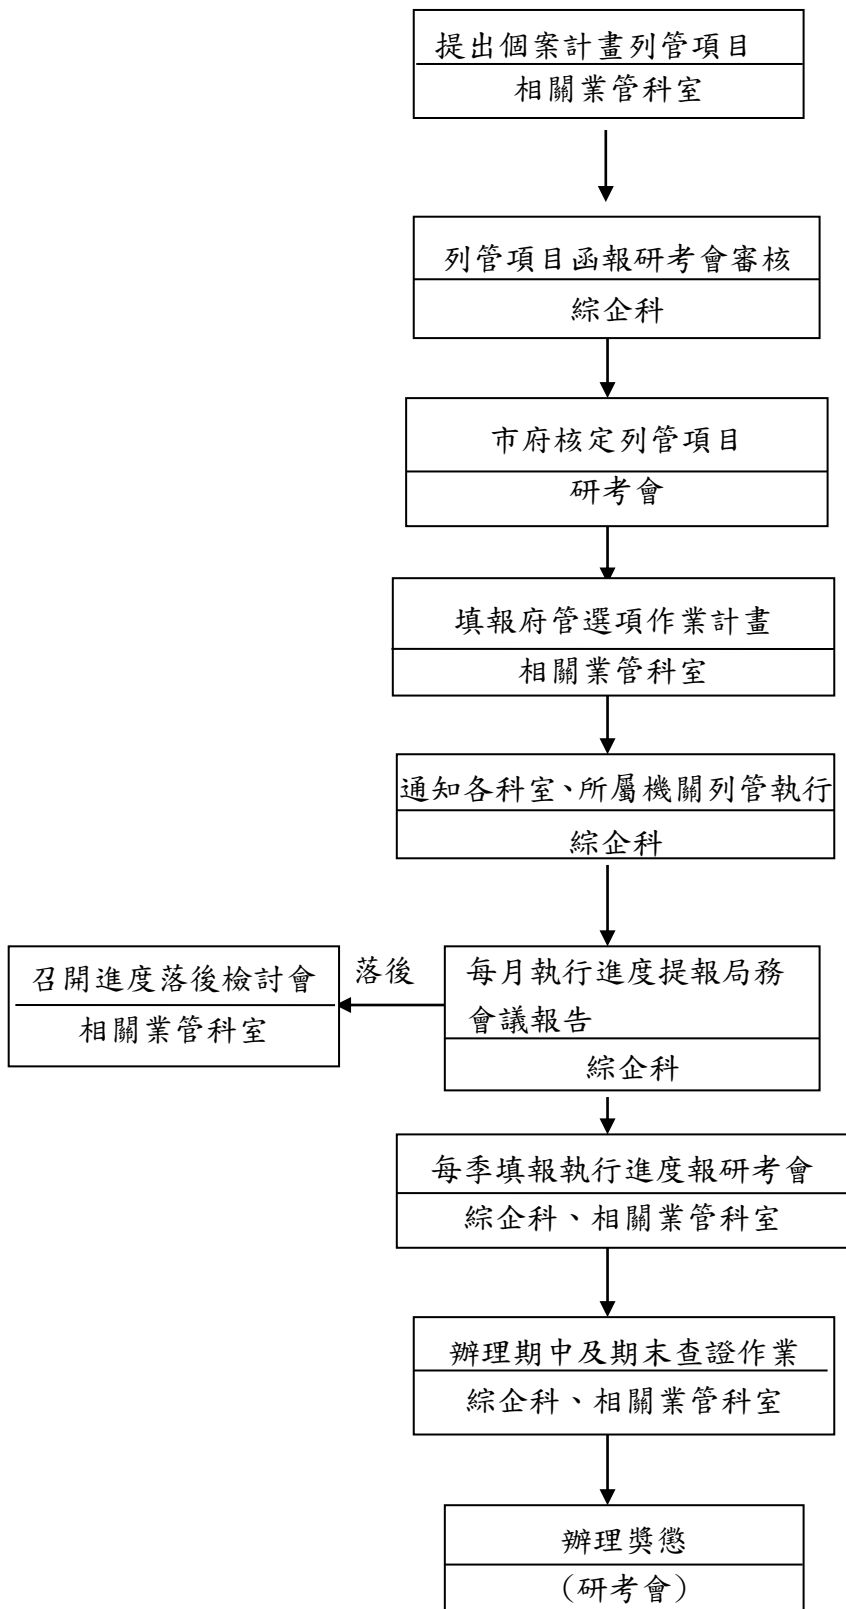 提出個案計畫列管項目
相關業管科室
列管項目函報研考會審核
綜企科
市府核定列管項目
研考會
填報府管選項作業計畫
相關業管科室
通知各科室、所屬機關列管執行
綜企科
召開進度落後檢討會
相關業管科室
落後
每月執行進度提報局務
會議報告
綜企科
每季填報執行進度報研考會
綜企科、相關業管科室
辦理期中及期末查證作業
綜企科、相關業管科室
辦理獎懲
(研考會)